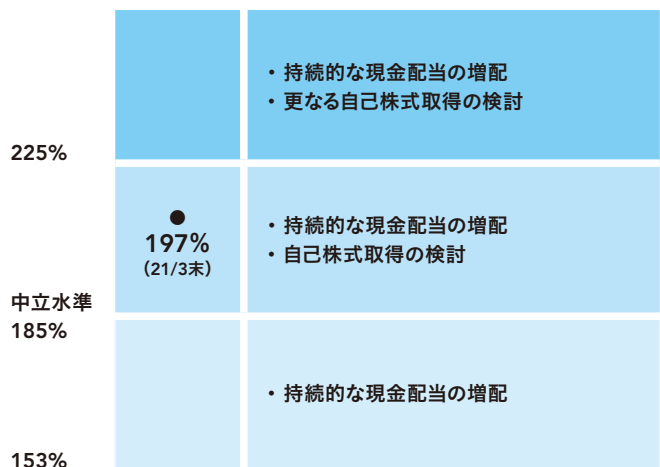 ・持続的な現金配当の増配
・更なる自己株式取得の検討
225%
●
197%
(21/3末)
・持続的な現金配当の増配
・自己株式取得の検討
中立水準
185%
・持続的な現金配当の増配
153%